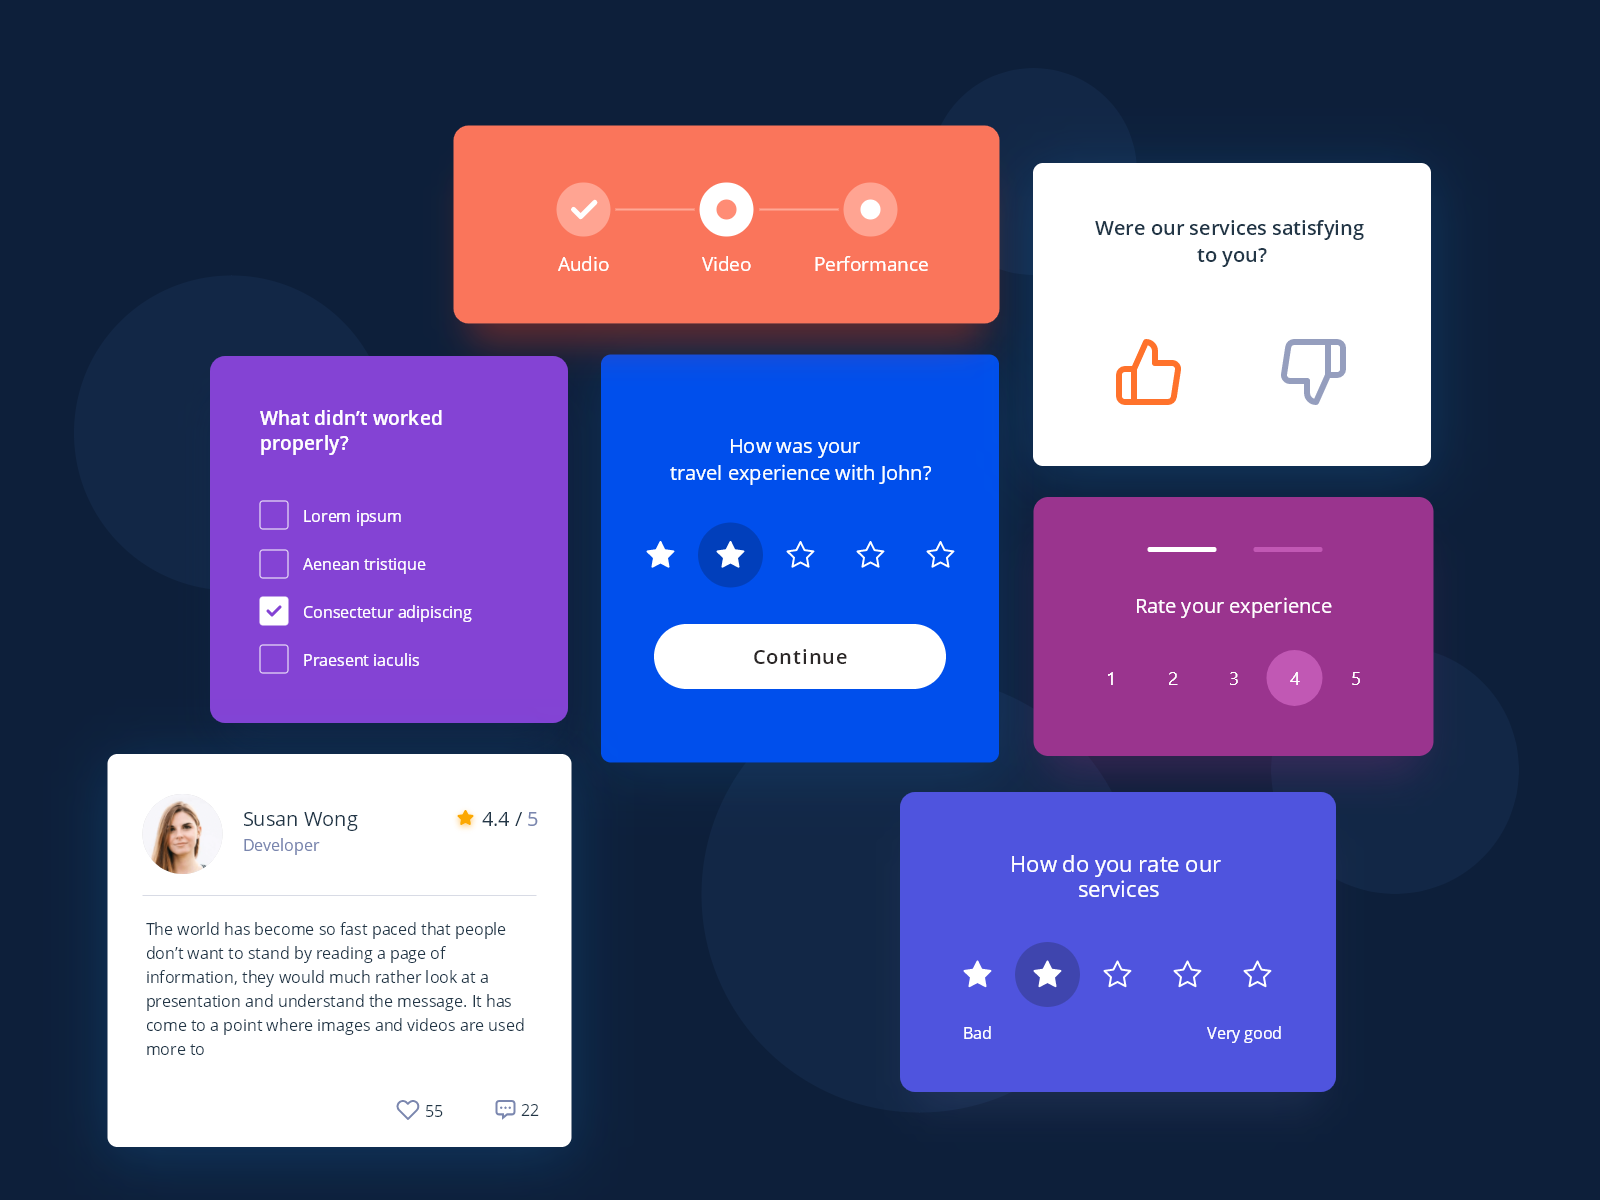 Audio
Video
Performance
Were our services satisfying
to you?
What didn’t worked
properly?
Lorem ipsum
Aenean tristique
Consectetur adipiscing
Praesent iaculis
How was your
travel experience with John?
Continue
Rate your experience
1 2 3 4 5
Susan Wong
Developer
4.4 / 5
The world has become so fast paced that people
don’t want to stand by reading a page of
information, they would much rather look at a
presentation and understand the message. It has
come to a point where images and videos are used
more to
55
22
How do you rate our
services
Bad
Very good